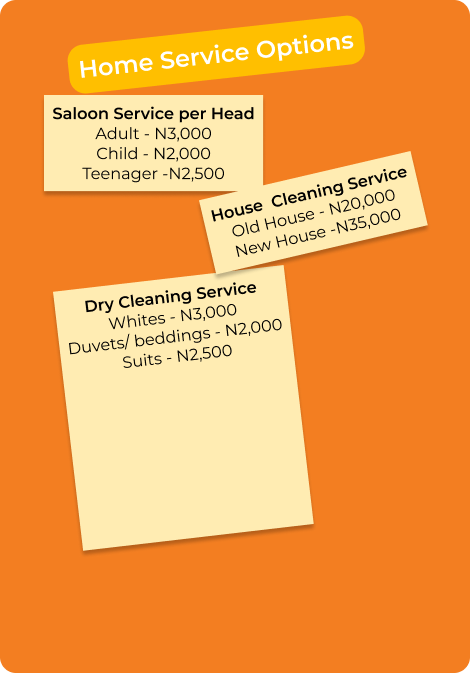 Home Service Options
Saloon Service per Head
Adult - N3,000
Child - N2,000
Teenager -N2,500
House  Cleaning Service
Old House - N20,000
New House -N35,000
Dry Cleaning Service
Whites - N3,000
Duvets/ beddings - N2,000
Suits - N2,500